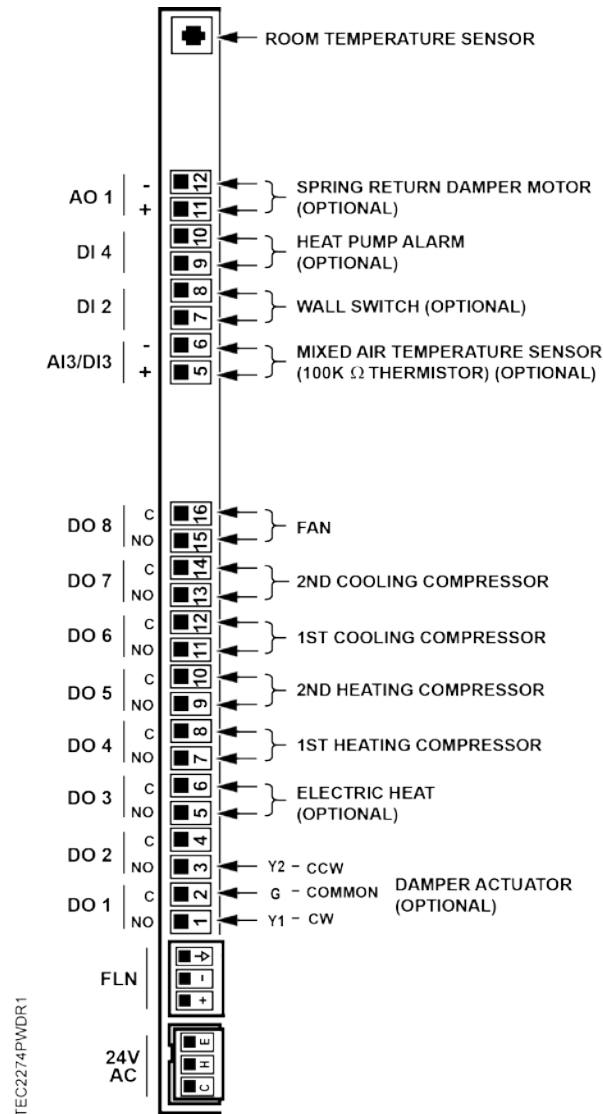 ROOM TEMPERATURE SENSOR
AO 1 - 12 SPRING RETURN DAMPER MOTOR
+ 11 (OPTIONAL)
DI 4 10 HEAT PUMP ALARM
9 (OPTIONAL)
DI 2 8 WALL SWITCH (OPTIONAL)
7
AI3/DI3 - 6 MIXED AIR TEMPERATURE SENSOR
+ 5 (100K Ω THERMISTOR) (OPTIONAL)
DO 8 C 16 FAN
NO 15
DO 7 C 14 2ND COOLING COMPRESSOR
NO 13
DO 6 C 12 1ST COOLING COMPRESSOR
NO 11
DO 5 C 10 2ND HEATING COMPRESSOR
NO 9
DO 4 C 8 1ST HEATING COMPRESSOR
NO 7
DO 3 C 6 ELECTRIC HEAT
NO 5 (OPTIONAL)
DO 2 C 4
NO 3 Y2 - CCW
DO 1 C 2 G - COMMON DAMPER ACTUATOR
NO 1 Y1 - CW (OPTIONAL)
FLN
-
+
24V E
AC H
C
TEC2274PWDR1